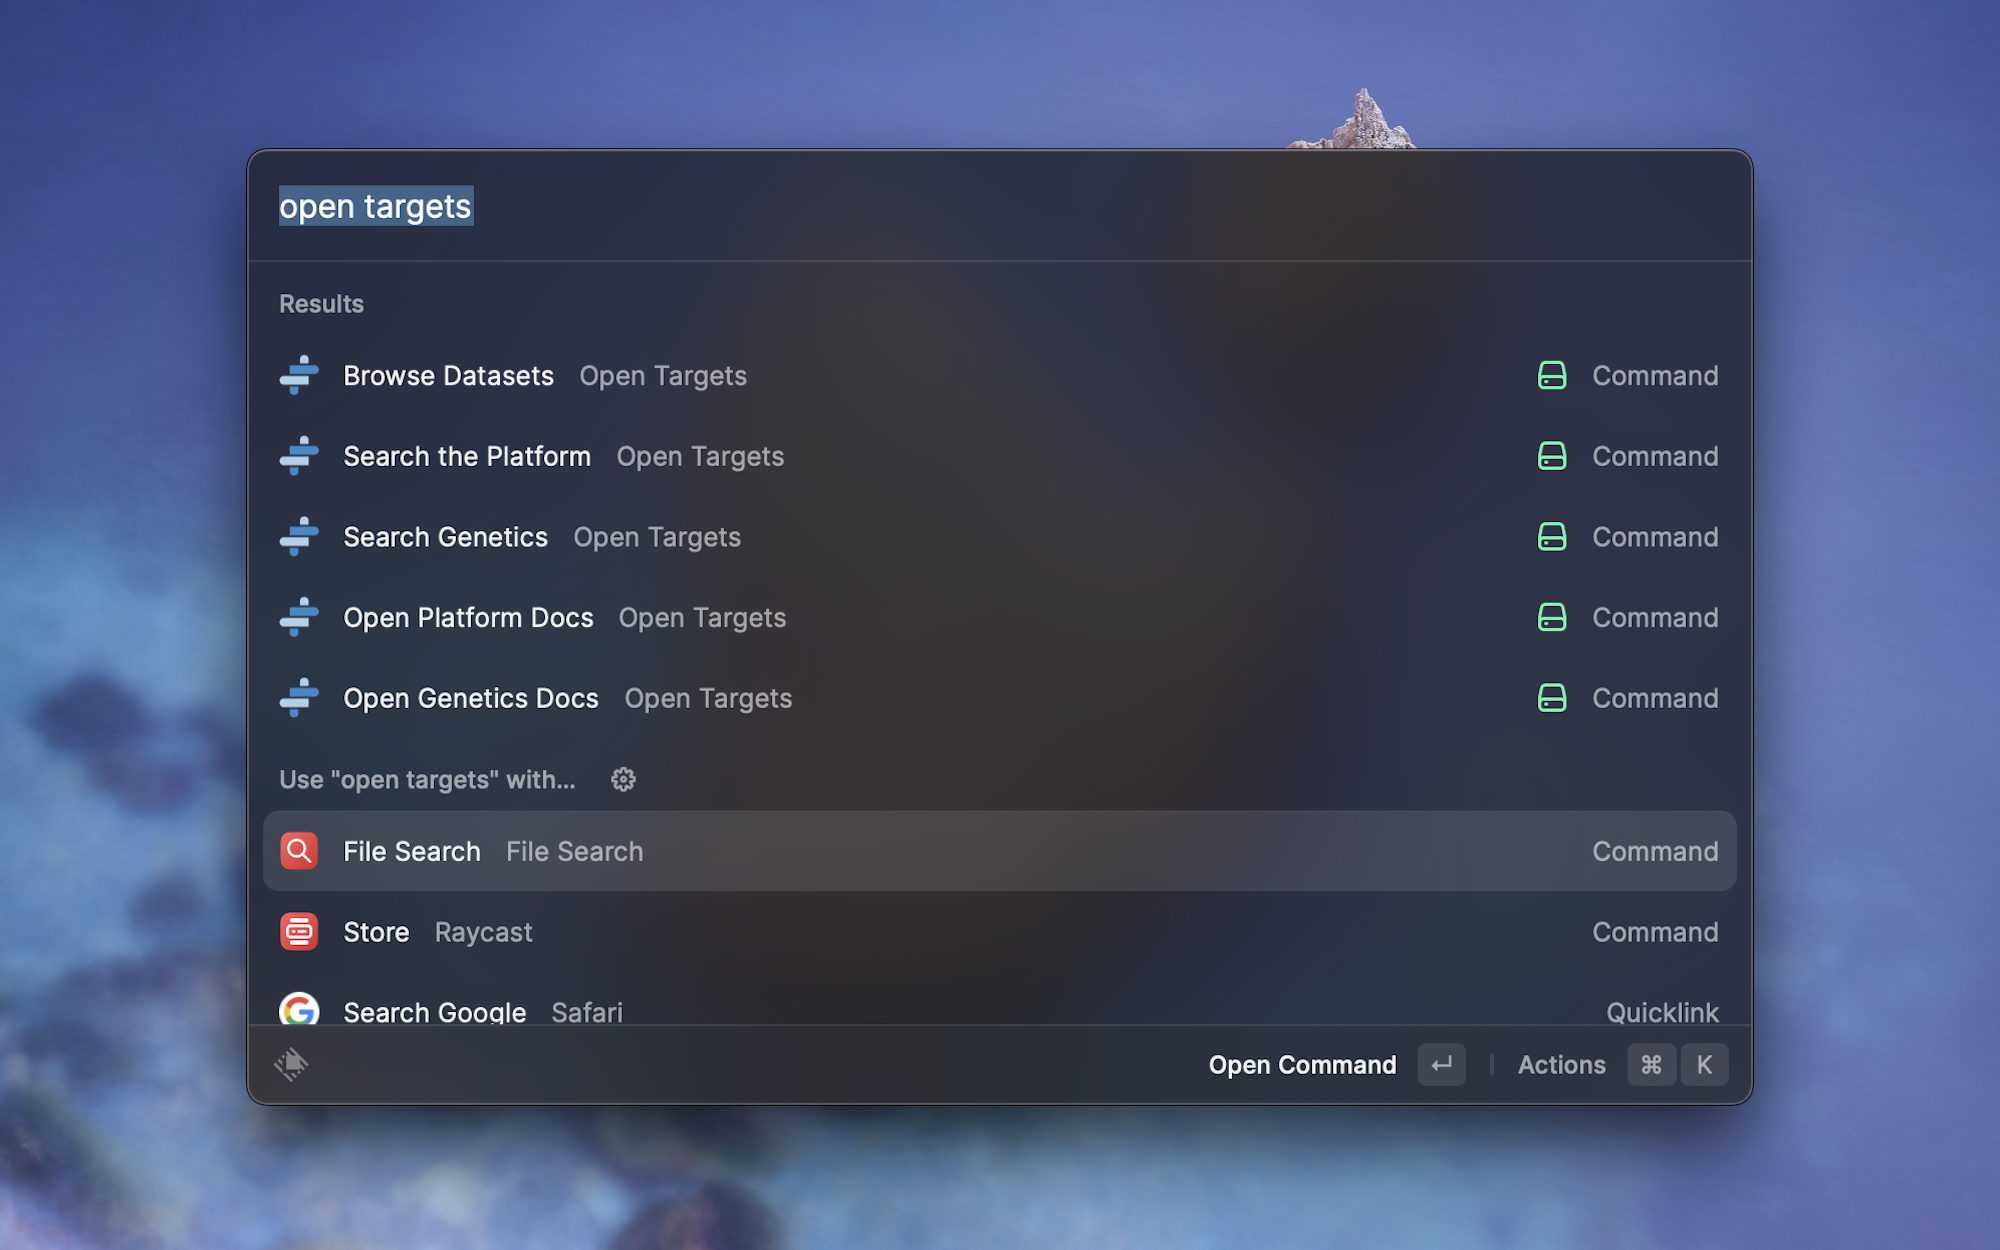 open targets
Results
Browse Datasets Open Targets Command
Search the Platform Open Targets Command
Search Genetics Open Targets Command
Open Platform Docs Open Targets Command
Open Genetics Docs Open Targets Command
Use "open targets" with...
File Search File Search Command
Store Raycast Command
Search Google Safari Quicklink
Open Command ↵ Actions ⌘ K